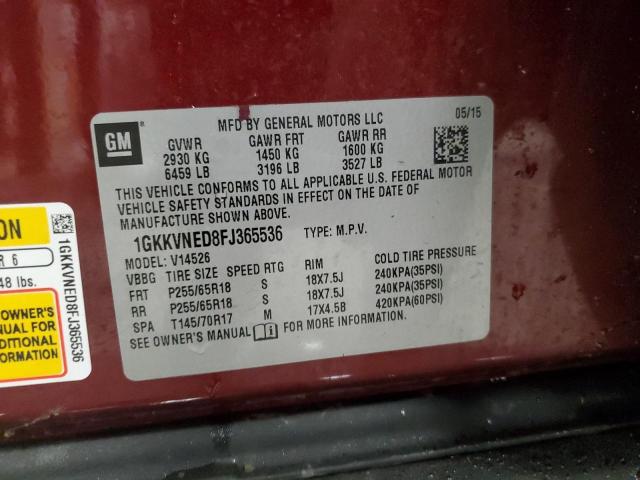 GM
MFD BY GENERAL MOTORS LLC
05/15
GVWR GAWR FRT GAWR RR
2930 KG 1450 KG 1600 KG
6459 LB 3196 LB 3527 LB
THIS VEHICLE CONFORMS TO ALL APPLICABLE U.S. FEDERAL MOTOR
VEHICLE SAFETY STANDARDS IN EFFECT ON THE DATE OF
MANUFACTURE SHOWN ABOVE.
1GKKVNED8FJ365536 TYPE: M.P.V.
MODEL: V14526
VBBG TIRE SIZE SPEED RTG RIM COLD TIRE PRESSURE
FRT P255/65R18 S 18X7.5J 240KPA(35PSI)
RR P255/65R18 S 18X7.5J 240KPA(35PSI)
SPA T145/70R17 M 17X4.5B 420KPA(60PSI)
SEE OWNER'S MANUAL FOR MORE INFORMATION.
ON
R 6
48 lbs.
OWNER'S
NUAL FOR
DDITIONAL
ORMATION
1GKKVNED8FJ365536